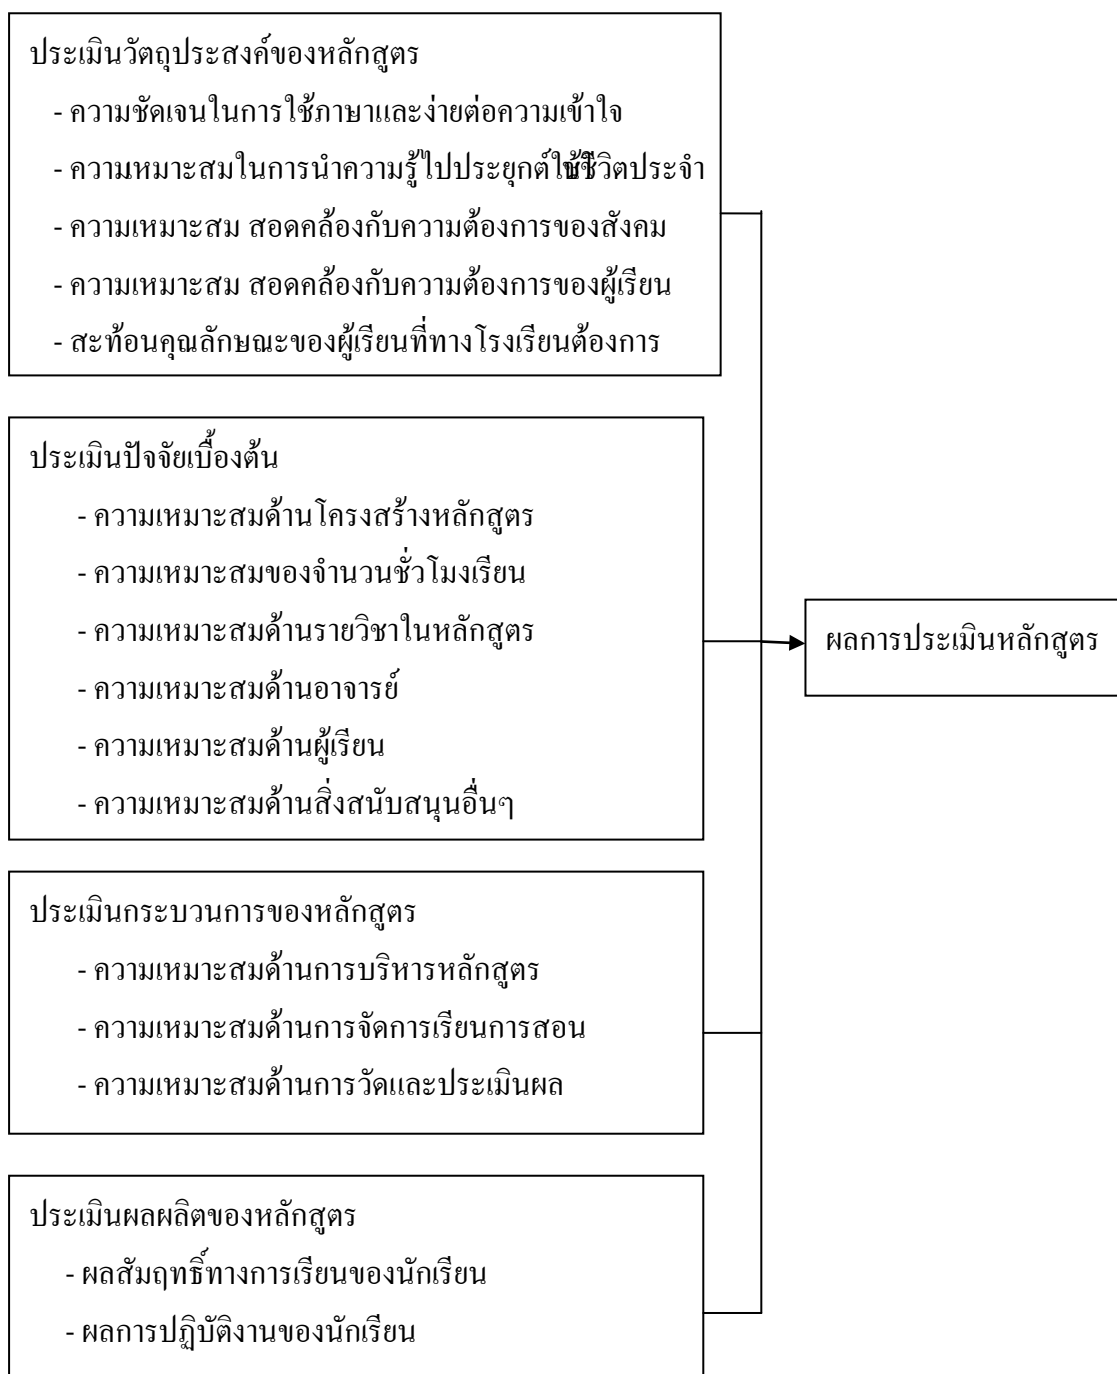 ประเมินวัตถุประสงค์ของหลักสูตร
- ความชัดเจนในการใช้ภาษาและง่ายต่อความเข้าใจ
- ความเหมาะสมในการนำความรู้ไปประยุกต์ใช้ชีวิตประจำ
- ความเหมาะสม สอดคล้องกับความต้องการของสังคม
- ความเหมาะสม สอดคล้องกับความต้องการของผู้เรียน
- สะท้อนคุณลักษณะของผู้เรียนที่ทางโรงเรียนต้องการ
ประเมินปัจจัยเบื้องต้น
- ความเหมาะสมด้านโครงสร้างหลักสูตร
- ความเหมาะสมของจำนวนชั่วโมงเรียน
- ความเหมาะสมด้านรายวิชาในหลักสูตร
- ความเหมาะสมด้านอาจารย์
- ความเหมาะสมด้านผู้เรียน
- ความเหมาะสมด้านสิ่งสนับสนุนอื่นๆ
ประเมินกระบวนการของหลักสูตร
- ความเหมาะสมด้านการบริหารหลักสูตร
- ความเหมาะสมด้านการจัดการเรียนการสอน
- ความเหมาะสมด้านการวัดและประเมินผล
ประเมินผลผลิตของหลักสูตร
- ผลสัมฤทธิ์ทางการเรียนของนักเรียน
- ผลการปฏิบัติงานของนักเรียน
ผลการประเมินหลักสูตร